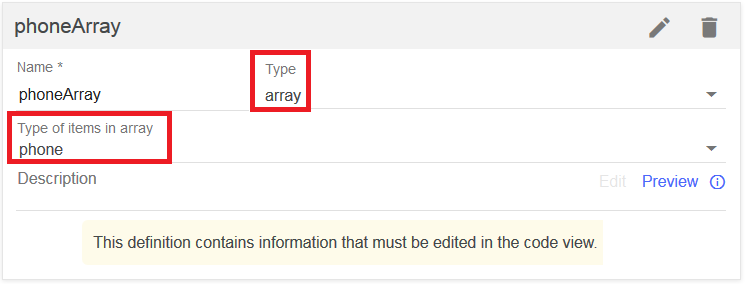 phoneArray
Name *
Type
phoneArray
array
Type of items in array
phone
Description
Edit Preview
This definition contains information that must be edited in the code view.